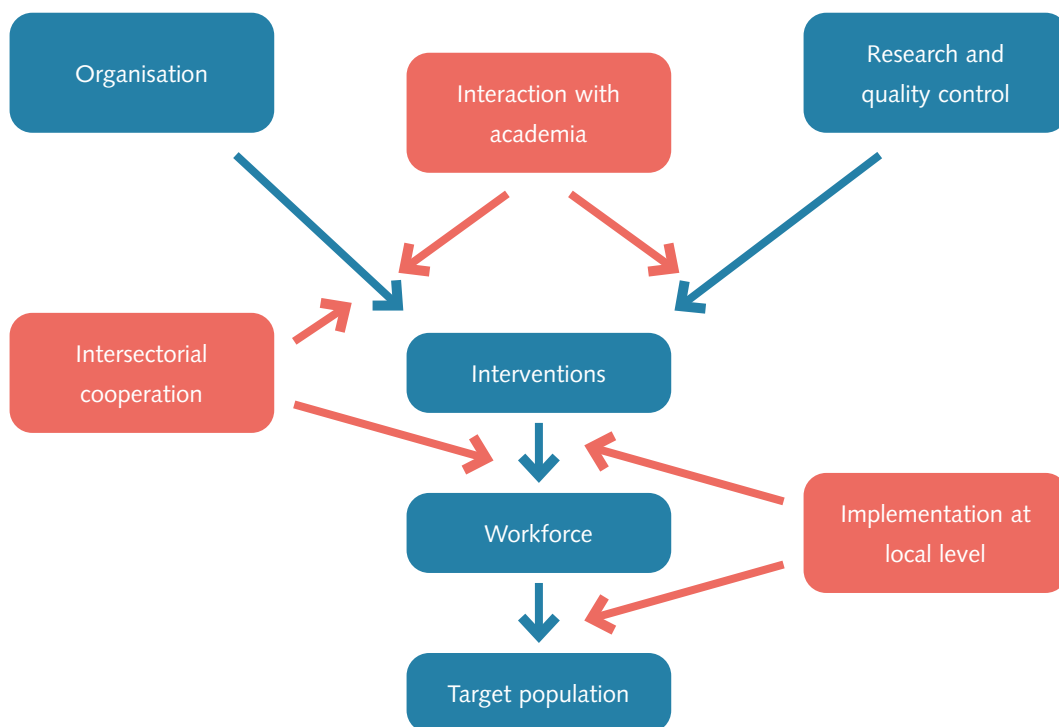 Organisation
Interaction with
academia
Research and
quality control
Intersectorial
cooperation
Interventions
Workforce
Implementation at
local level
Target population